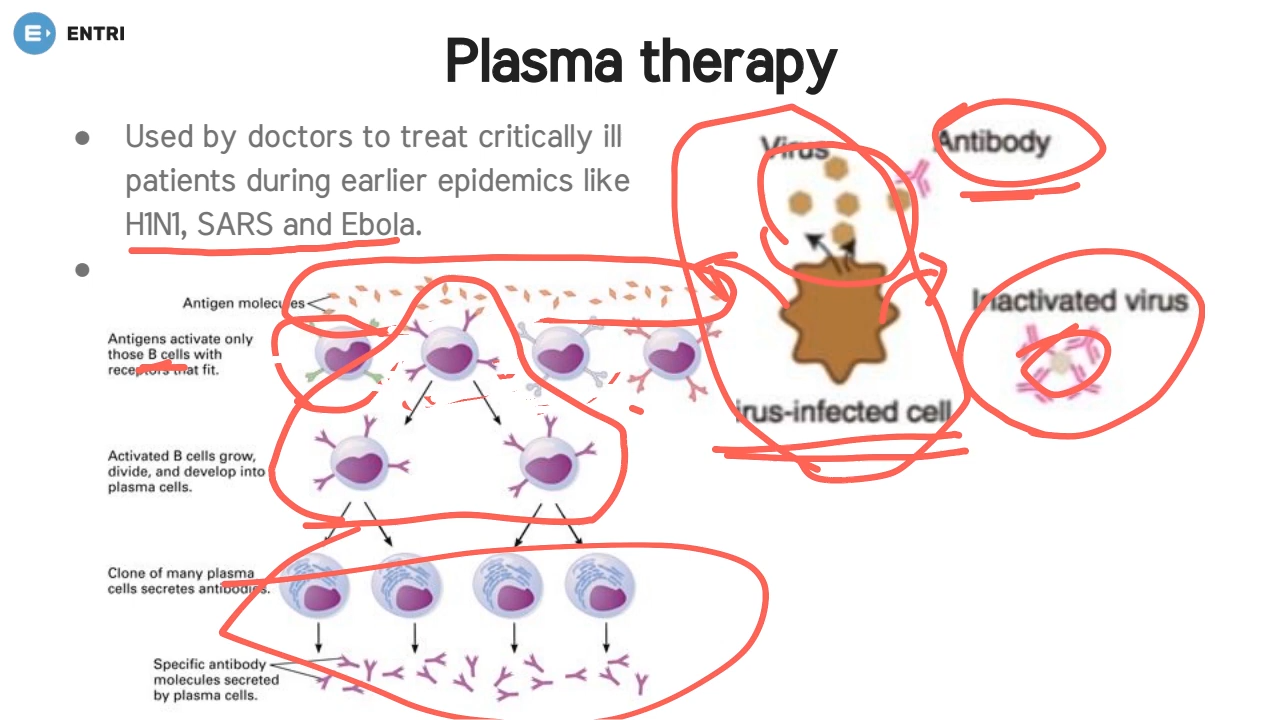 ENTRI
Plasma therapy
Used by doctors to treat critically ill
patients during earlier epidemics like
H1N1, SARS and Ebola.
Antigen molecules
Antigens activate only
those B cells with
receptors that fit.
Activated B cells grow,
divide, and develop into
plasma cells.
Clone of many plasma
cells secretes antibodies.
Specific antibody
molecules secreted
by plasma cells.
Virus
Antibody
Inactivated virus
irus-infected cell